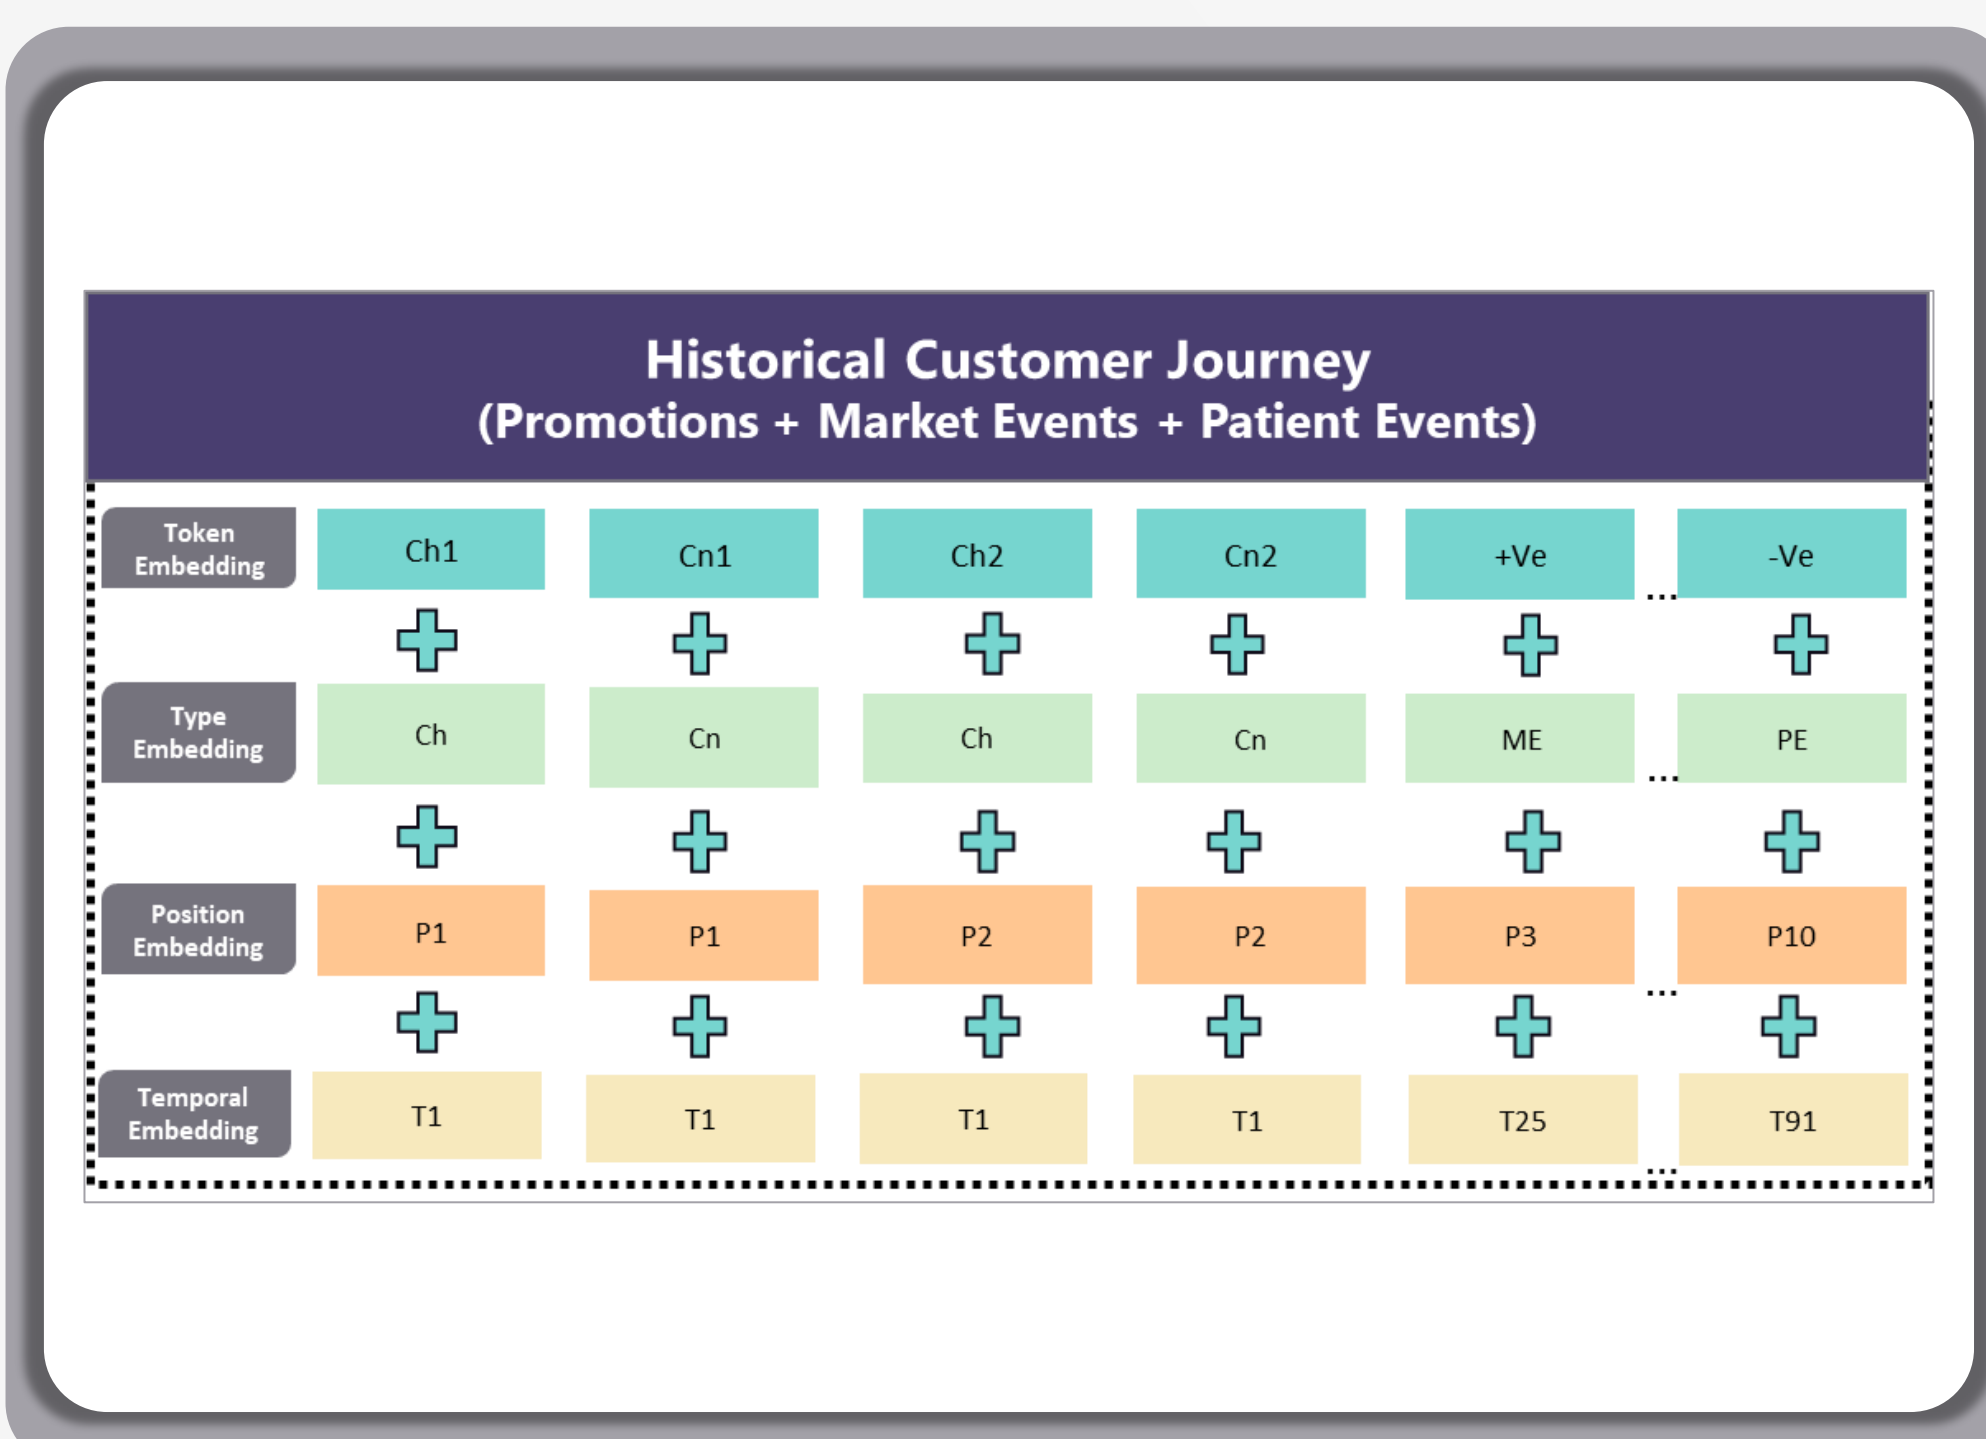 Historical Customer Journey
(Promotions + Market Events + Patient Events)
Token
Embedding
Ch1
Cn1
Ch2
Cn2
+Ve
...
-Ve
Type
Embedding
Ch
Cn
Ch
Cn
ME
...
PE
Position
Embedding
P1
P1
P2
P2
P3
...
P10
Temporal
Embedding
T1
T1
T1
T1
T25
...
T91